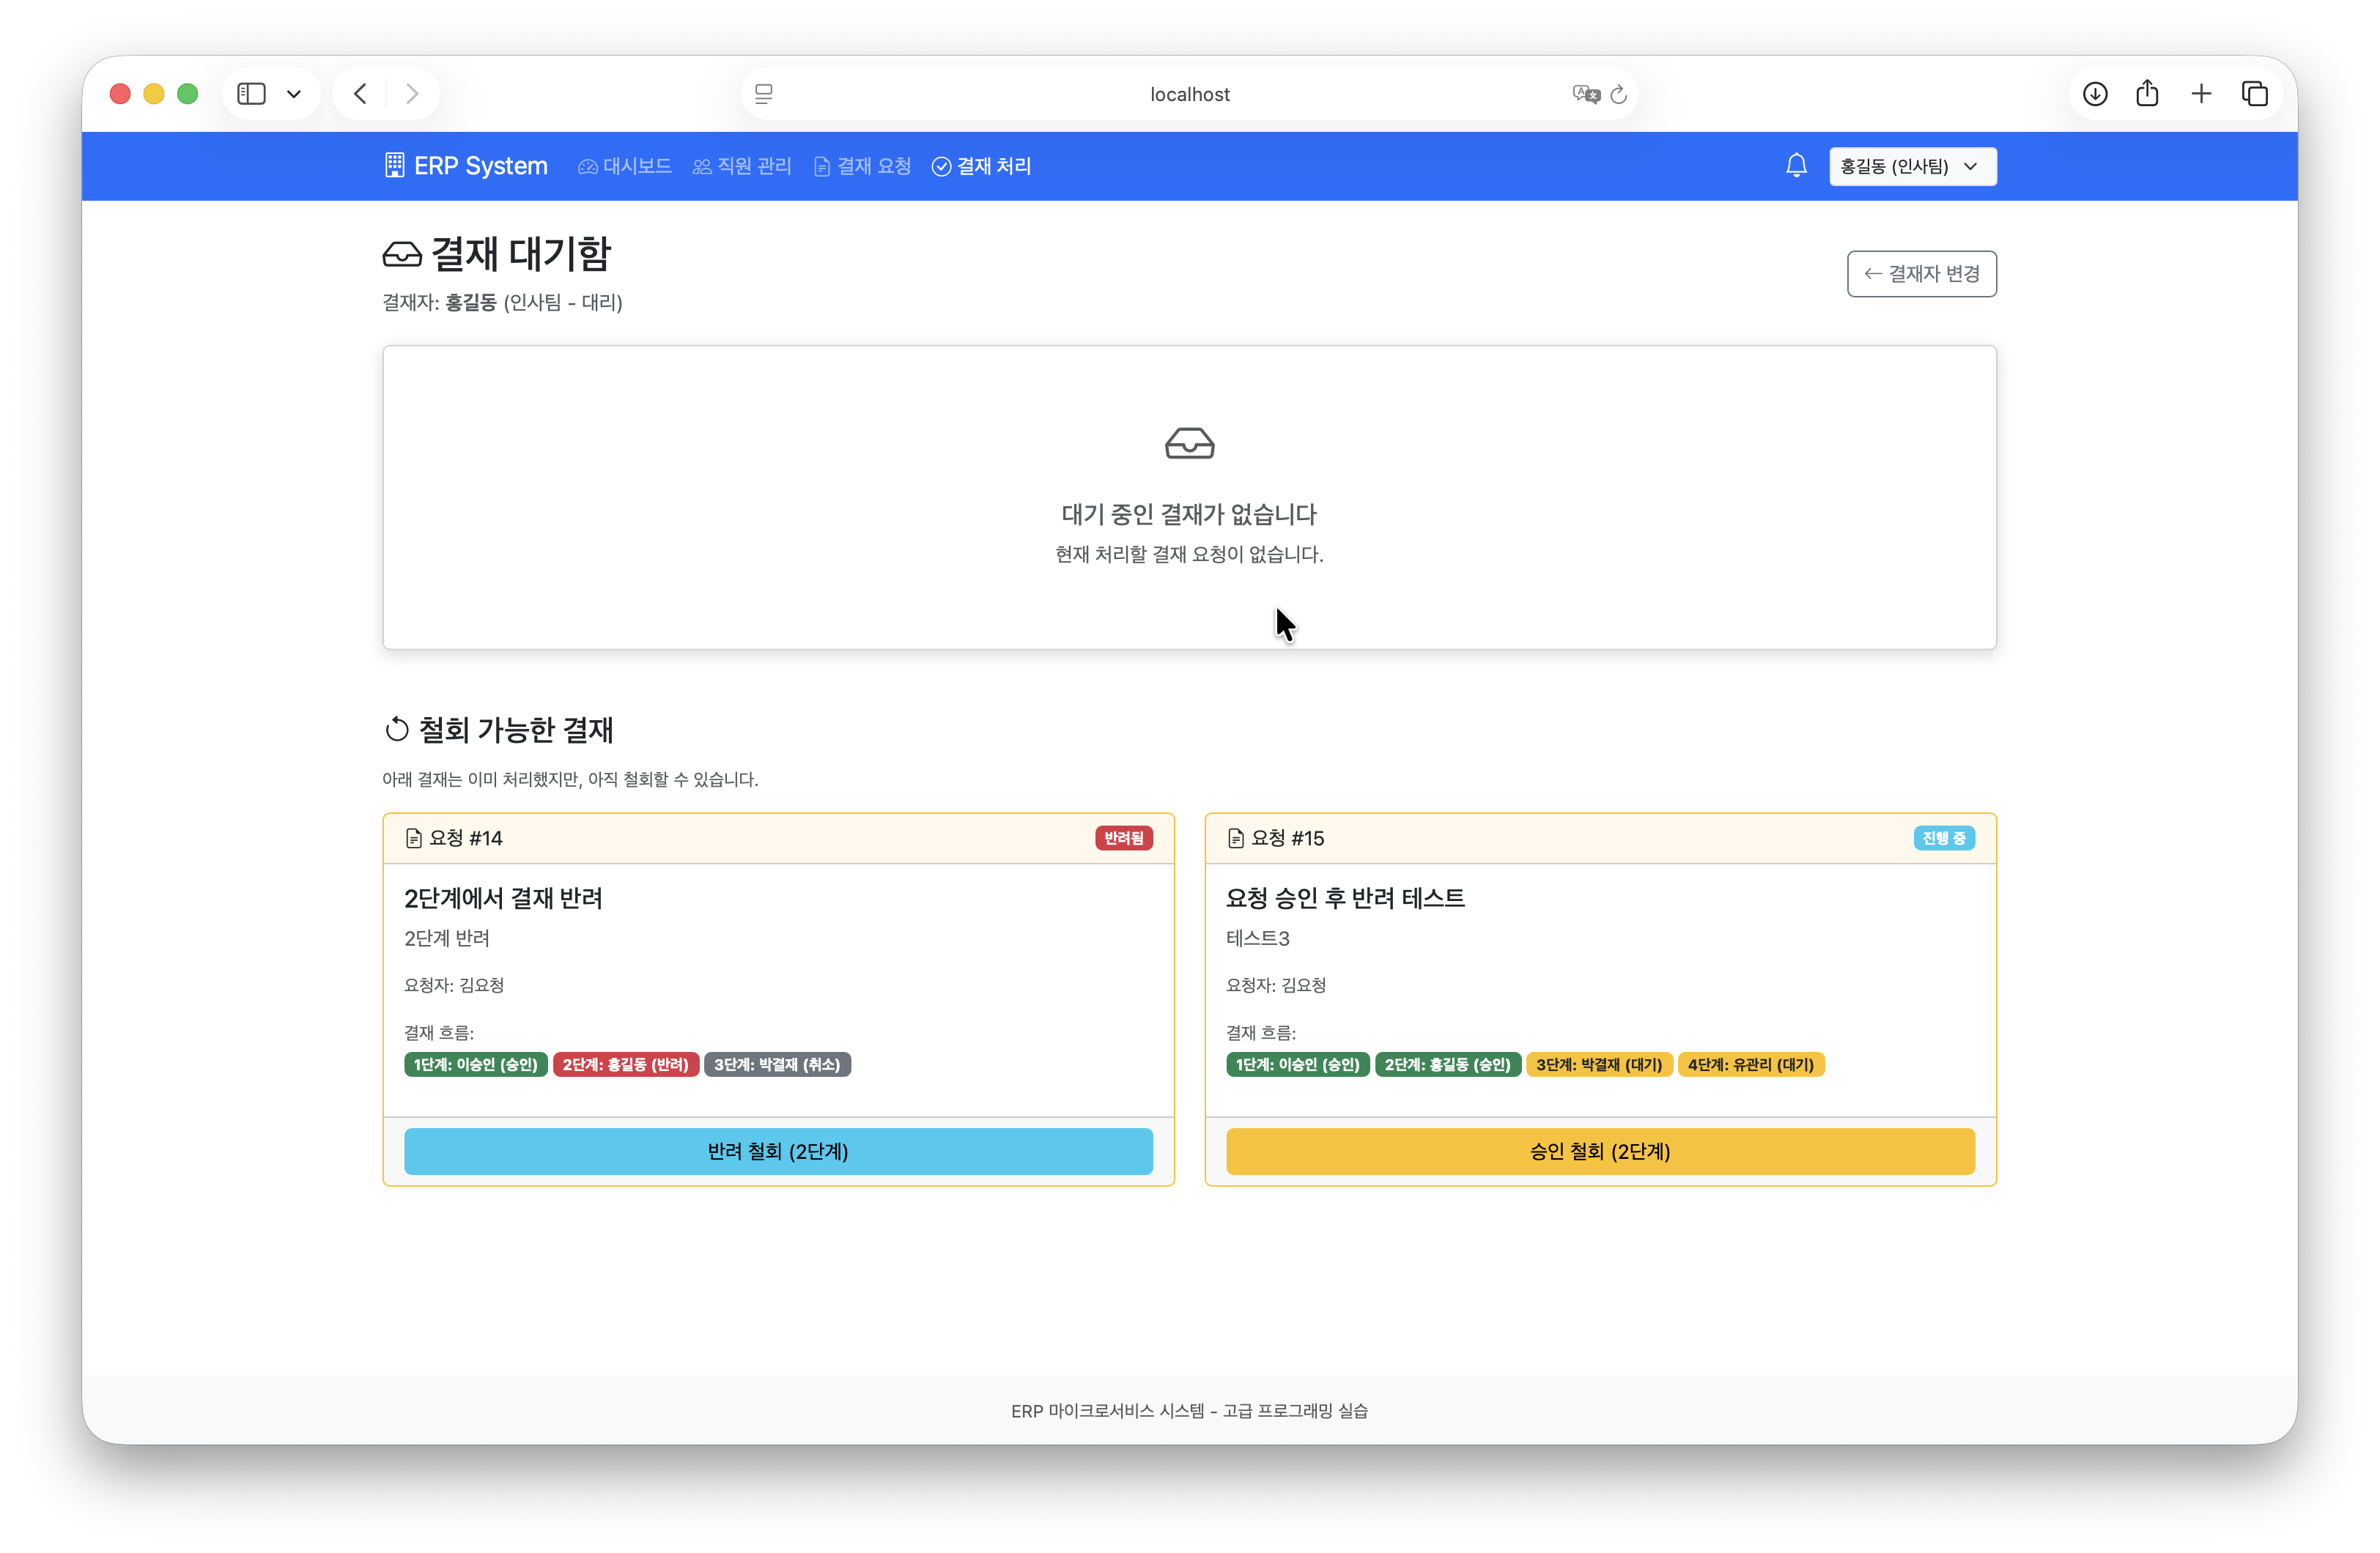 localhost
ERP System 대시보드 직원 관리 결재 요청 결재 처리 홍길동 (인사팀)
결재 대기함
← 결재자 변경
결재자: 홍길동 (인사팀 - 대리)
대기 중인 결재가 없습니다
현재 처리할 결재 요청이 없습니다.
철회 가능한 결재
아래 결재는 이미 처리했지만, 아직 철회할 수 있습니다.
요청 #14 반려됨
2단계에서 결재 반려
2단계 반려
요청자: 김요청
결재 흐름:
1단계: 이승인 (승인) 2단계: 홍길동 (반려) 3단계: 박결재 (취소)
반려 철회 (2단계)
요청 #15 진행 중
요청 승인 후 반려 테스트
테스트3
요청자: 김요청
결재 흐름:
1단계: 이승인 (승인) 2단계: 홍길동 (승인) 3단계: 박결재 (대기) 4단계: 유관리 (대기)
승인 철회 (2단계)
ERP 마이크로서비스 시스템 - 고급 프로그래밍 실습